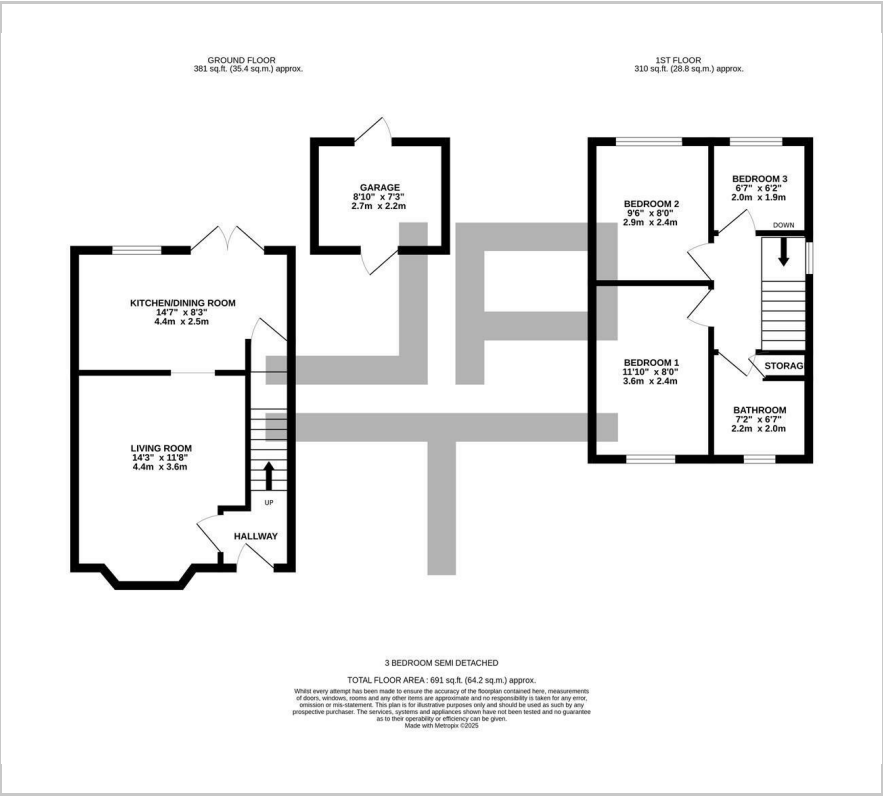 GROUND FLOOR
381 sq.ft. (35.4 sq.m.) approx.
1ST FLOOR
310 sq.ft. (28.8 sq.m.) approx.
GARAGE
8'10" x 7'3"
2.7m x 2.2m
BEDROOM 3
6'7" x 6'2"
2.0m x 1.9m
BEDROOM 2
9'6" x 8'0"
2.9m x 2.4m
DOWN
KITCHEN/DINING ROOM
14'7" x 8'3"
4.4m x 2.5m
BEDROOM 1
11'10" x 8'0"
3.6m x 2.4m
STORAG
BATHROOM
7'2" x 6'7"
2.2m x 2.0m
LIVING ROOM
14'3" x 11'8"
4.4m x 3.6m
UP
HALLWAY
3 BEDROOM SEMI DETACHED
TOTAL FLOOR AREA : 691 sq.ft. (64.2 sq.m.) approx.
Whilst every attempt has been made to ensure the accuracy of the floorplan contained here, measurements
of doors, windows, rooms and any other items are approximate and no responsibility is taken for any error,
omission or mis-statement. This plan is for illustrative purposes only and should be used as such by any
prospective purchaser. The services, systems and appliances shown have not been tested and no guarantee
as to their operability or efficiency can be given.
Made with Metropix ©2025